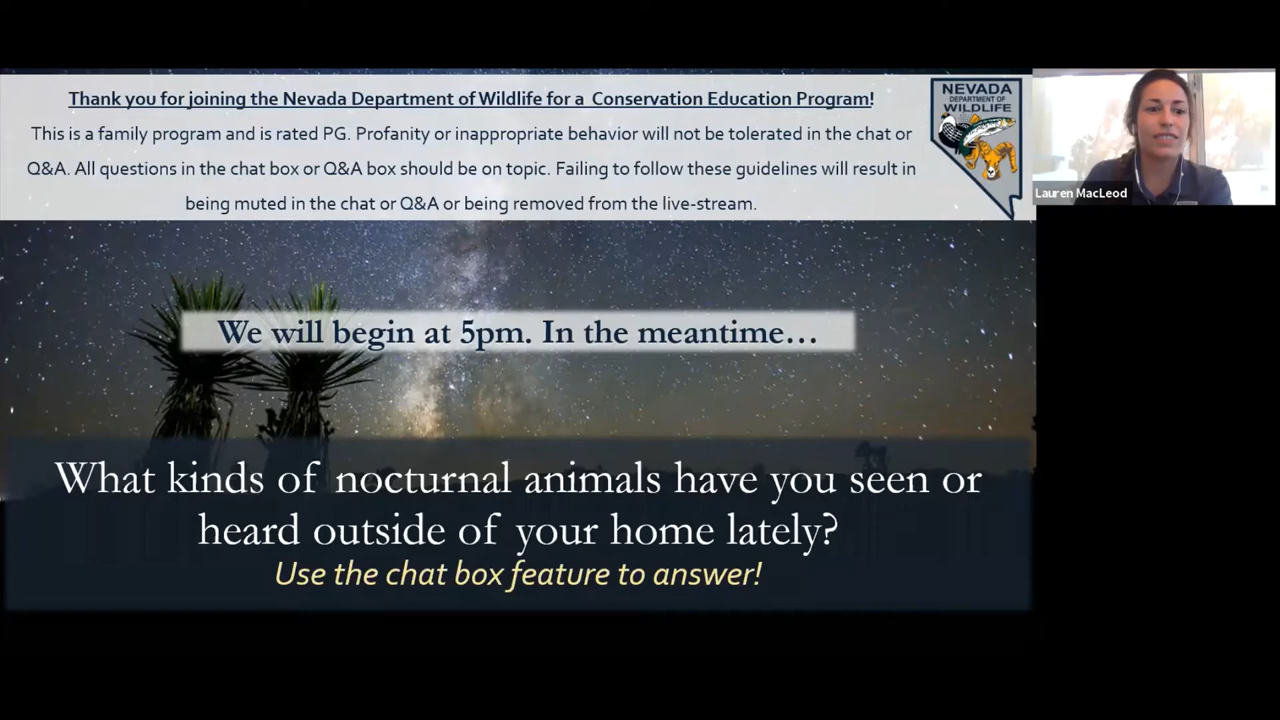 Thank you for joining the Nevada Department of Wildlife for a Conservation Education Program!
This is a family program and is rated PG. Profanity or inappropriate behavior will not be tolerated in the chat or
Q&A. All questions in the chat box or Q&A box should be on topic. Failing to follow these guidelines will result in
being muted in the chat or Q&A or being removed from the live-stream.
NEVADA
DEPARTMENT OF
WILDLIFE
Lauren MacLeod
We will begin at 5pm. In the meantime…
What kinds of nocturnal animals have you seen or
heard outside of your home lately?
Use the chat box feature to answer!